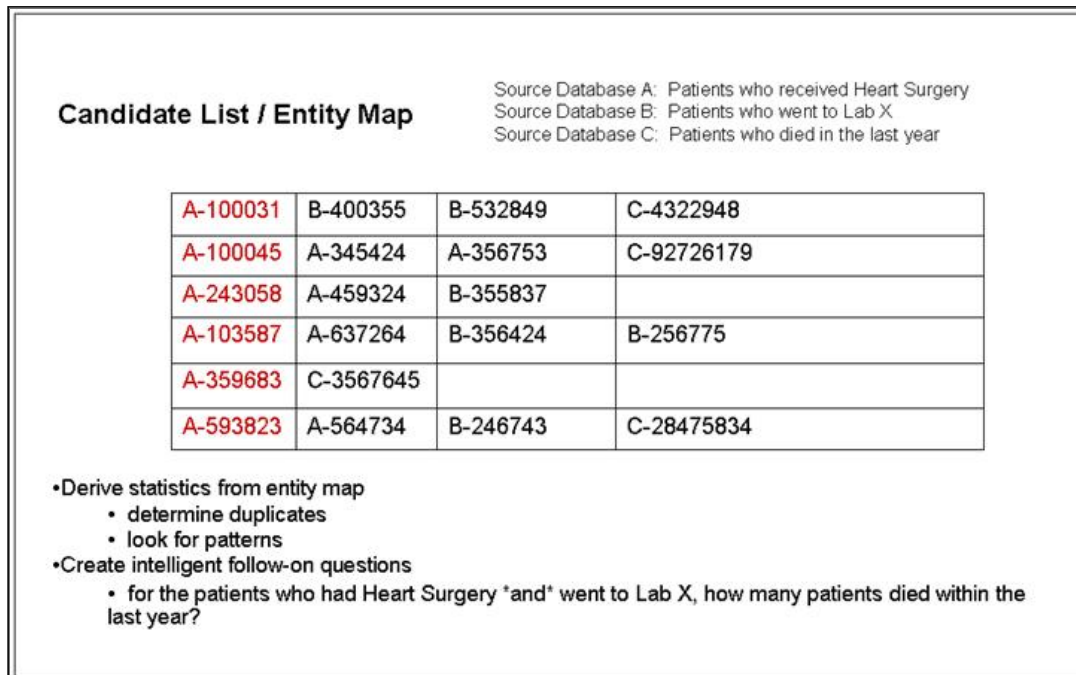 Candidate List / Entity Map
Source Database A: Patients who received Heart Surgery
Source Database B: Patients who went to Lab X
Source Database C: Patients who died in the last year
A-100031 B-400355 B-532849 C-4322948
A-100045 A-345424 A-356753 C-92726179
A-243058 A-459324 B-355837
A-103587 A-637264 B-356424 B-256775
A-359683 C-3567645
A-593823 A-564734 B-246743 C-28475834
•Derive statistics from entity map
• determine duplicates
• look for patterns
•Create intelligent follow-on questions
• for the patients who had Heart Surgery *and* went to Lab X, how many patients died within the
last year?